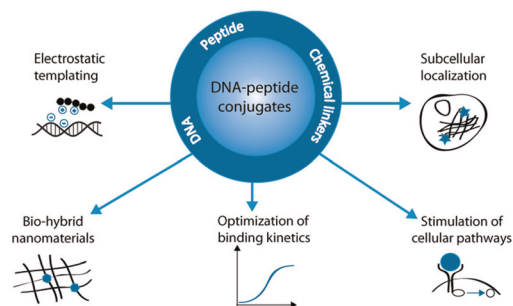 Peptide
Chemical linkers
DNA
DNA-peptide
conjugates
Electrostatic
templating
Subcellular
localization
Bio-hybrid
nanomaterials
Optimization of
binding kinetics
Stimulation of
cellular pathways